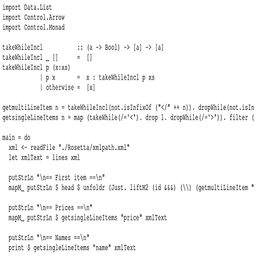 import Data.List
import Control.Arrow
import Control.Monad
takeWhileIncl :: (a -> Bool) -> [a] -> [a]
takeWhileIncl _ [] = []
takeWhileIncl p (x:xs)
| p x = x : takeWhileIncl p xs
| otherwise = [x]
getmultiLineItem n = takeWhileIncl(not.isInfixOf ("</" ++ n)). dropWhile(not.isIn
getsingleLineItems n = map (takeWhile(/='<'). drop 1. dropWhile(/='>')). filter (
main = do
xml <- readFile "./Rosetta/xmlpath.xml"
let xmlText = lines xml
putStrLn "\n== First item ==\n"
mapM_ putStrLn $ head $ unfoldr (Just. liftM2 (id &&&) (\\) (getmultiLineItem "
putStrLn "\n== Prices ==\n"
mapM_ putStrLn $ getsingleLineItems "price" xmlText
putStrLn "\n== Names ==\n"
print $ getsingleLineItems "name" xmlText